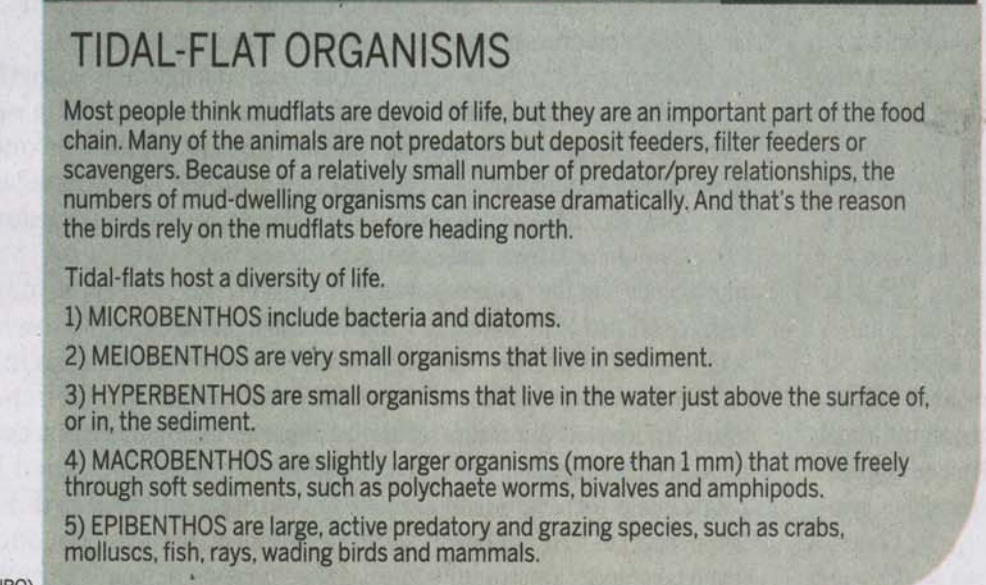 TIDAL-FLAT ORGANISMS
Most people think mudflats are devoid of life, but they are an important part of the food
chain. Many of the animals are not predators but deposit feeders, filter feeders or
scavengers. Because of a relatively small number of predator/prey relationships, the
numbers of mud-dwelling organisms can increase dramatically. And that's the reason
the birds rely on the mudflats before heading north.
Tidal-flats host a diversity of life.
1) MICROBENTHOS include bacteria and diatoms.
2) MEIOBENTHOS are very small organisms that live in sediment.
3) HYPERBENTHOS are small organisms that live in the water just above the surface of,
or in, the sediment.
4) MACROBENTHOS are slightly larger organisms (more than 1 mm) that move freely
through soft sediments, such as polychaete worms, bivalves and amphipods.
5) EPIBENTHOS are large, active predatory and grazing species, such as crabs,
molluscs, fish, rays, wading birds and mammals.